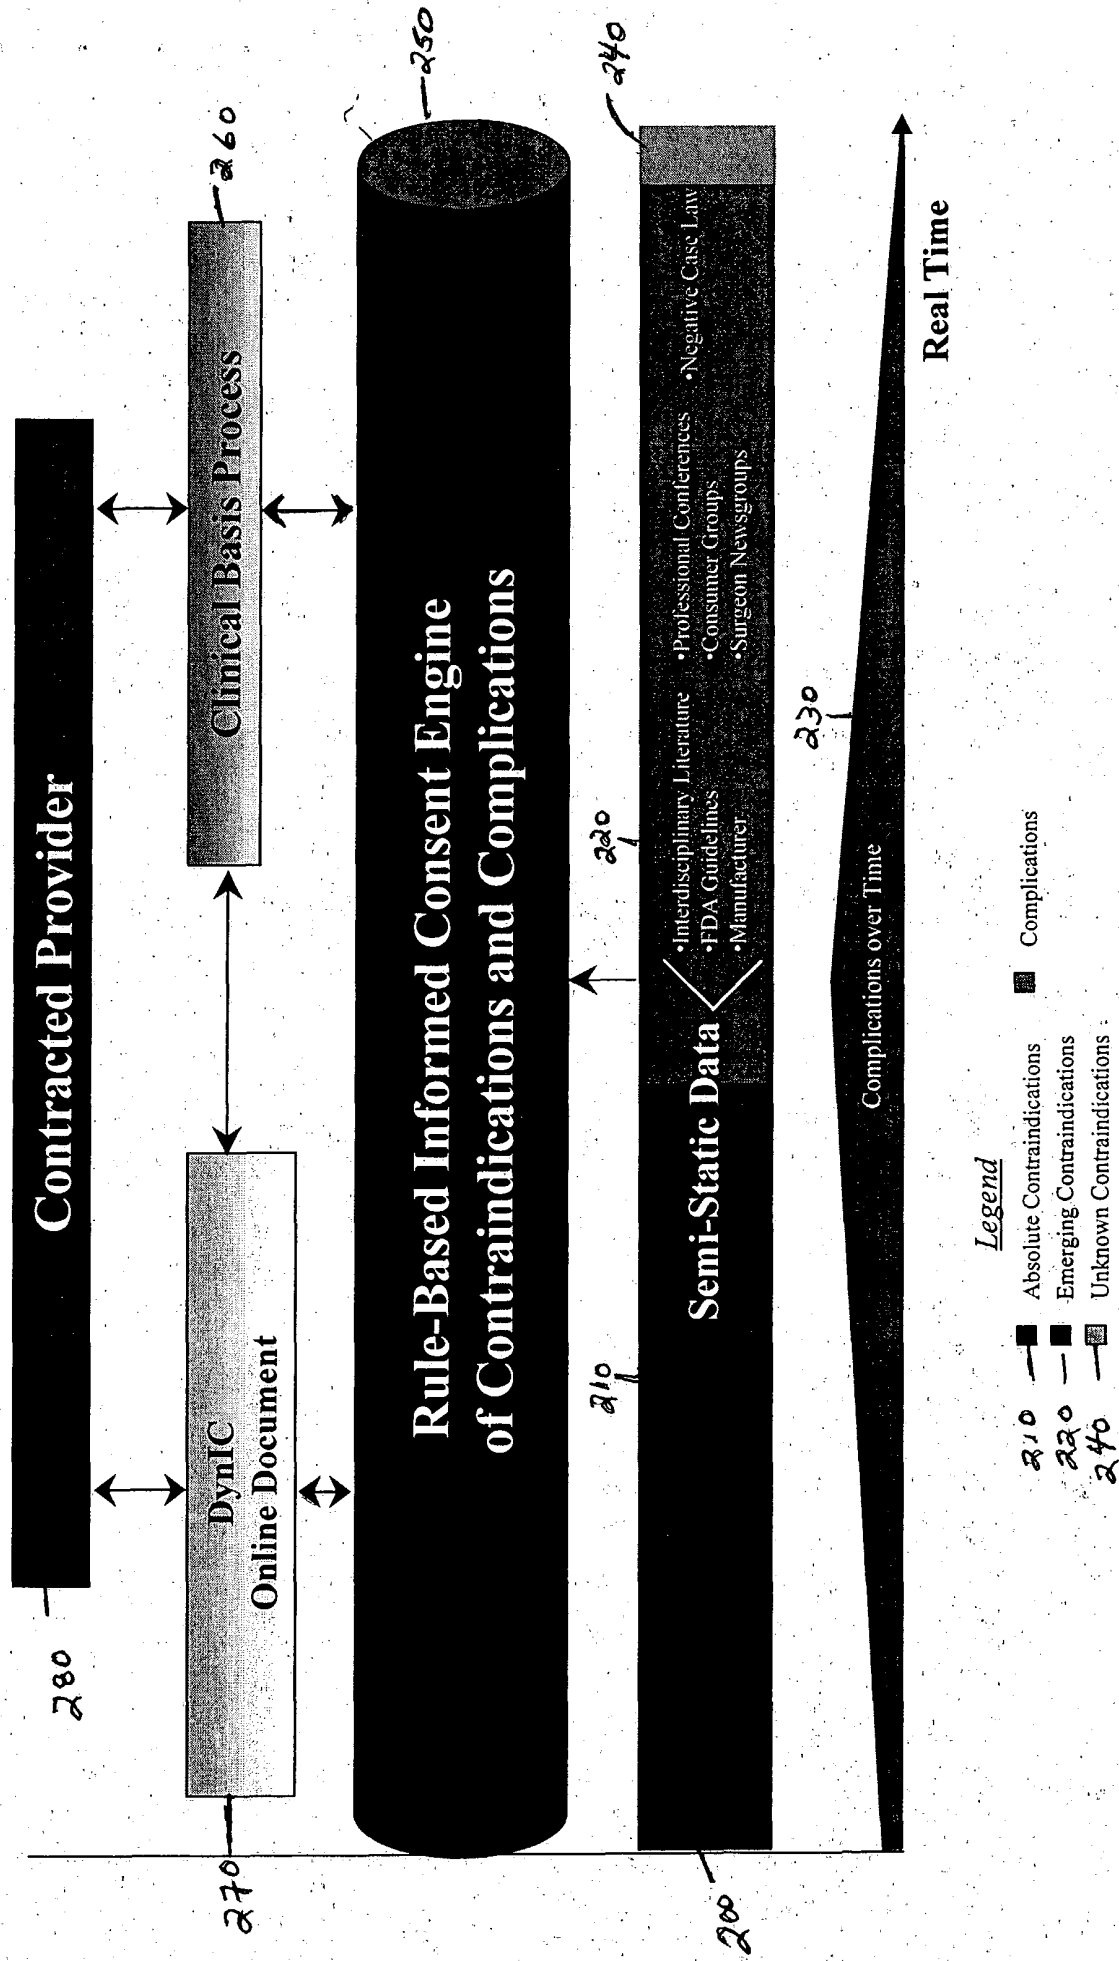 280
Contracted Provider
270
DynIC
Online Document
Clinical Basis Process
260
Rule-Based Informed Consent Engine
of Contraindications and Complications
250
200
210
Semi-Static Data
220
•Interdisciplinary Literature
•FDA Guidelines
•Manufacturer
•Professional Conferences
•Consumer Groups
•Surgeon Newsgroups
•Negative Case Law
240
230
Complications over Time
Real Time
Legend
210
Absolute Contraindications
220
Emerging Contraindications
240
Unknown Contraindications
Complications